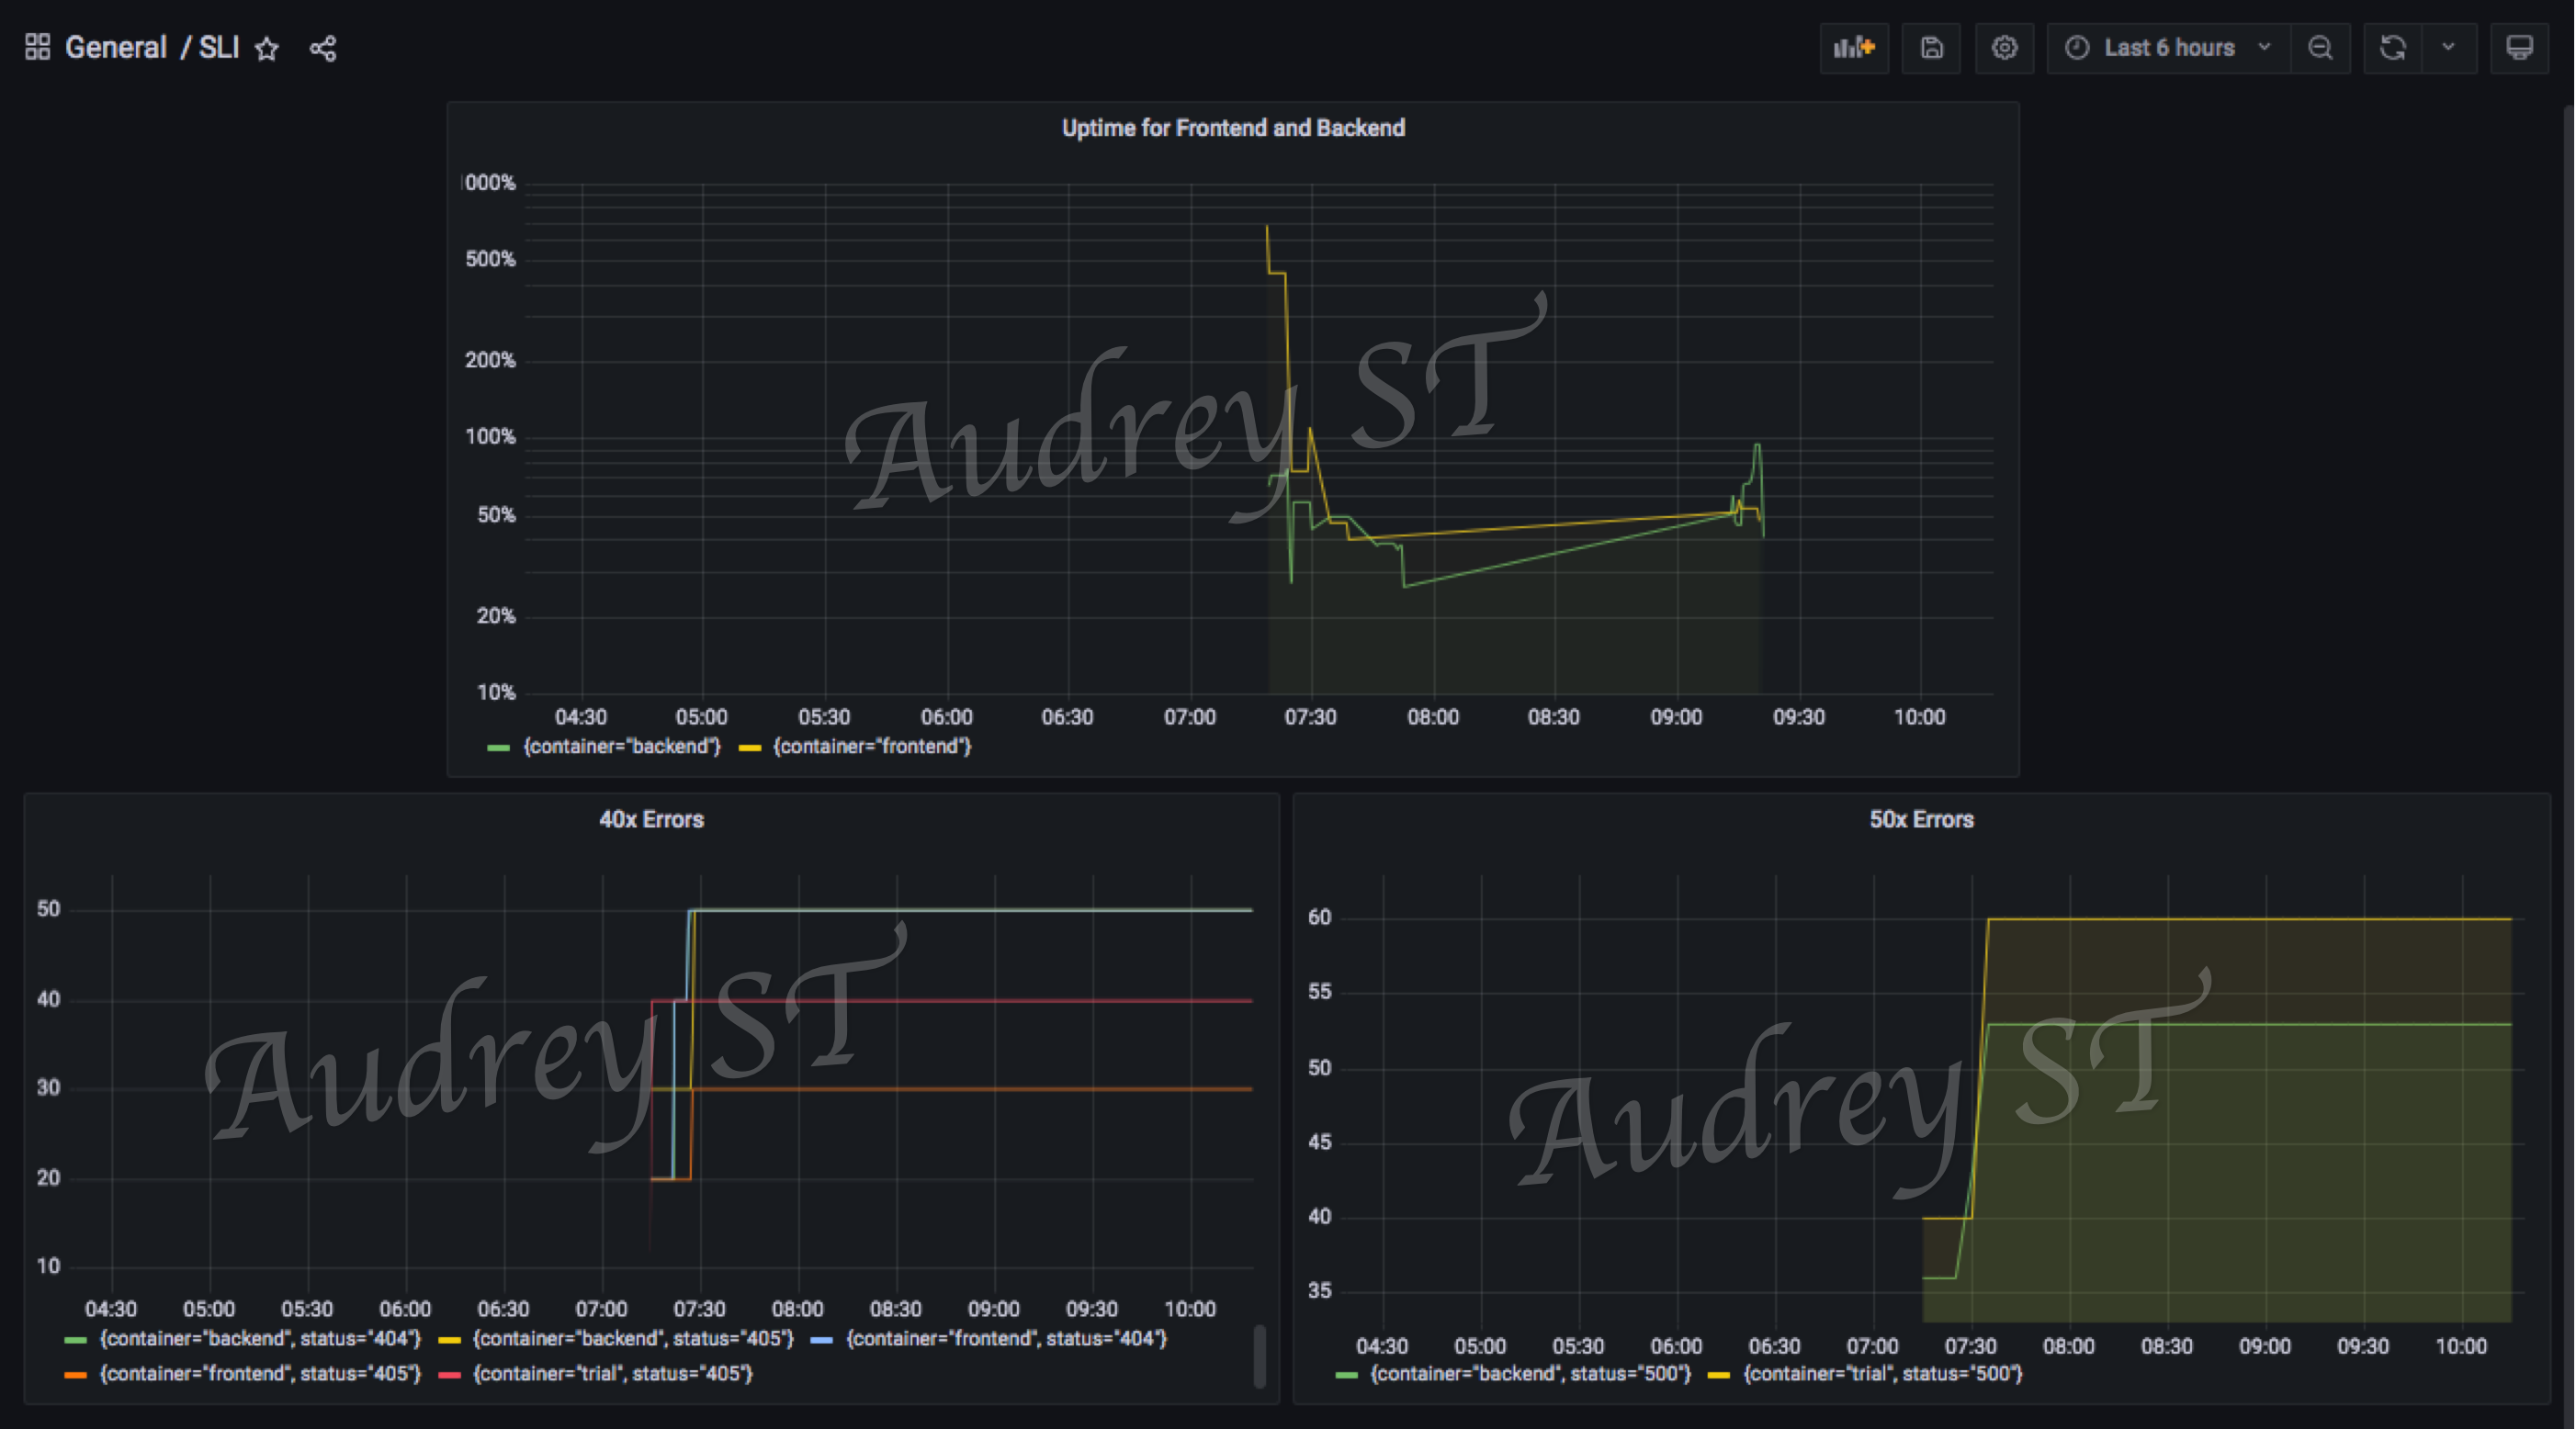 General / SLI
Last 6 hours
Uptime for Frontend and Backend
1000%
500%
200%
100%
50%
20%
10%
04:30 05:00 05:30 06:00 06:30 07:00 07:30 08:00 08:30 09:00 09:30 10:00
{container="backend"} {container="frontend"}
Audrey ST
40x Errors
50
40
30
20
10
04:30 05:00 05:30 06:00 06:30 07:00 07:30 08:00 08:30 09:00 09:30 10:00
{container="backend", status="404"} {container="backend", status="405"} {container="frontend", status="404"}
{container="frontend", status="405"} {container="trial", status="405"}
Audrey ST
50x Errors
60
55
50
45
40
35
04:30 05:00 05:30 06:00 06:30 07:00 07:30 08:00 08:30 09:00 09:30 10:00
{container="backend", status="500"} {container="trial", status="500"}
Audrey ST